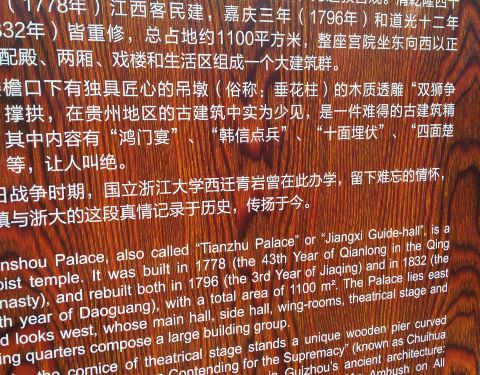 （1778年）江西客民建，嘉庆三年（1796年）和道光十二年
832年）皆重修，总占地约1100平方米，整座宫院坐东向西以正
配殿、两厢、戏楼和生活区组成一个大建筑群。
檐口下有独具匠心的吊墩（俗称：垂花柱）的木质透雕“双狮争
撑拱，在贵州地区的古建筑中实为少见，是一件难得的古建筑精
其中内容有“鸿门宴”、“韩信点兵”、“十面埋伏”、“四面楚
等，让人叫绝。
日战争时期，国立浙江大学西迁青岩曾在此办学，留下难忘的情怀，
镇与浙大的这段真情记录于历史，传扬于今。
nshou Palace, also called “Tianzhu Palace” or “Jiangxi Guide-hall”, is a
oist temple. It was built in 1778 (the 43th Year of Qianlong in the Qing
nasty), and rebuilt both in 1796 (the 3rd Year of Jiaqing) and in 1832 (the
th year of Daoguang), with a total area of 1100 m². The Palace lies east
d looks west, whose main hall, side hall, wing-rooms, theatrical stage and
ing quarters compose a large building group.
the cornice of theatrical stage stands a unique wooden pier curved
Contending for the Supremacy” (known as Chuihua
in Guizhou's ancient architecture.
Ambush on All